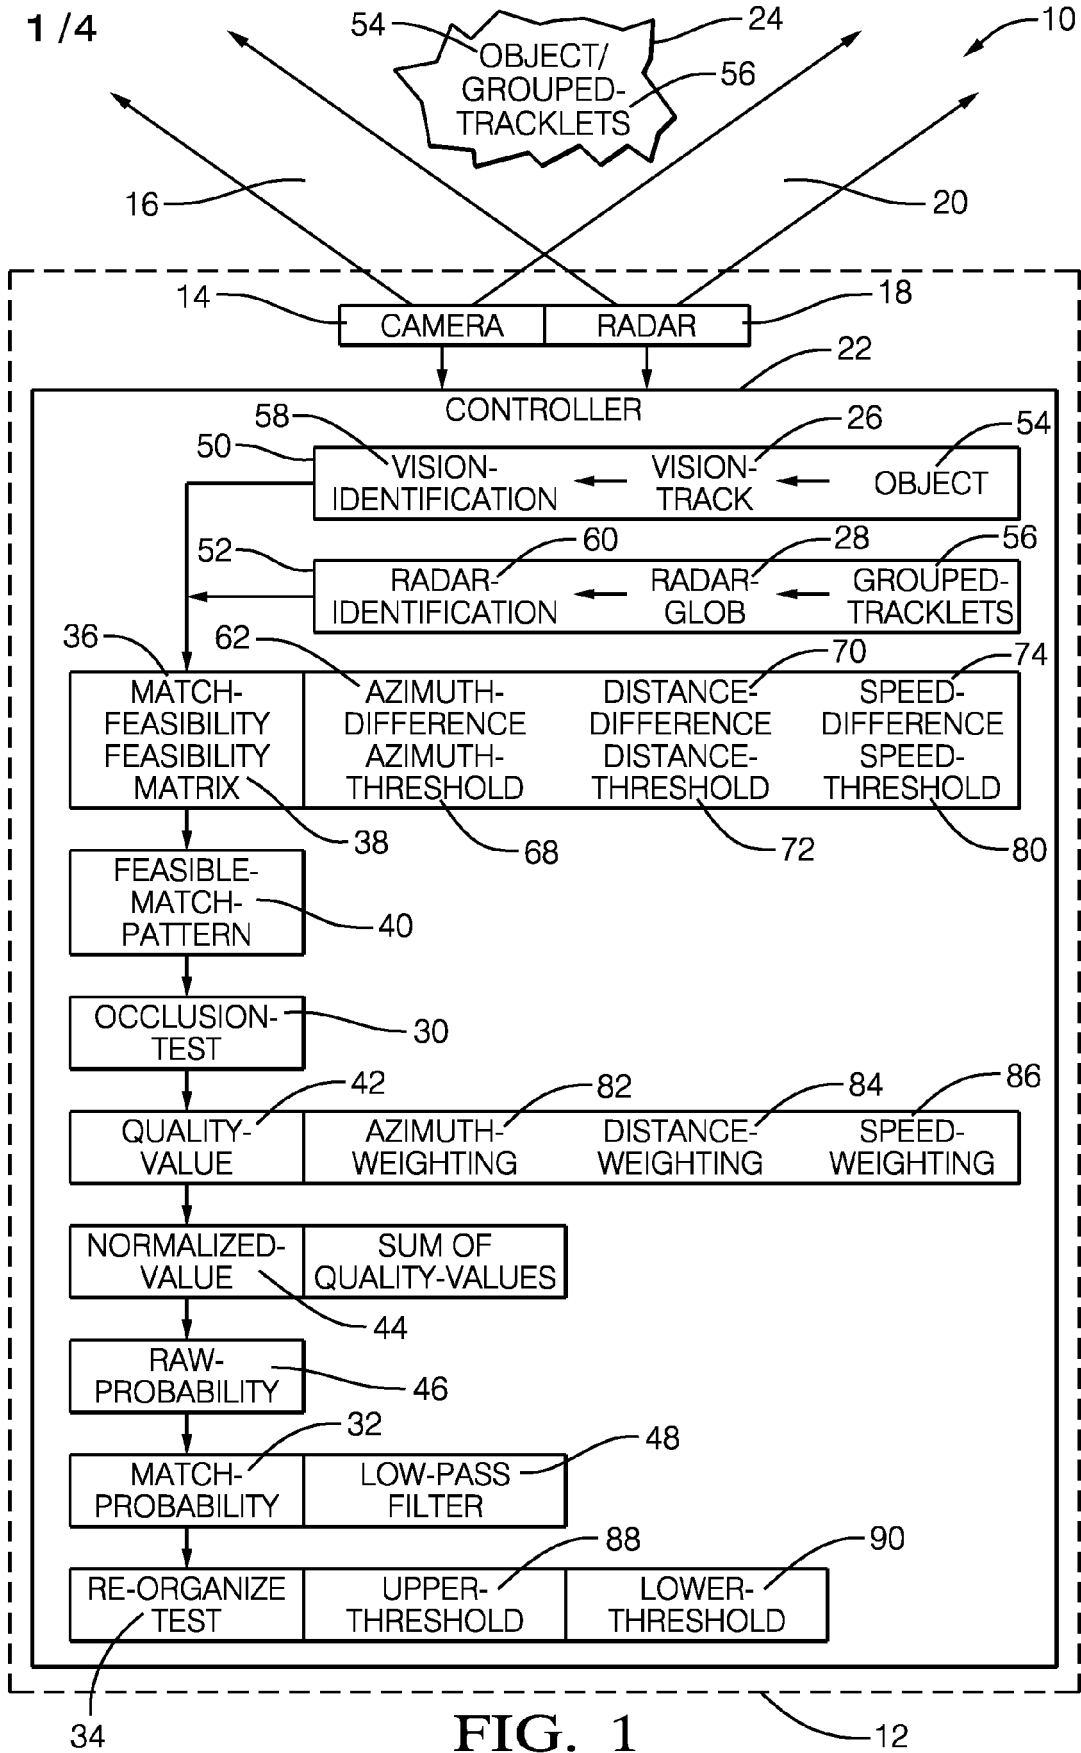 1/4
54
24
10
OBJECT/
GROUPED-
TRACKLETS
56
16
20
14
18
CAMERA
RADAR
22
CONTROLLER
58
26
54
50
VISION-
IDENTIFICATION
VISION-
TRACK
OBJECT
60
28
56
52
RADAR-
IDENTIFICATION
RADAR-
GLOB
GROUPED-
TRACKLETS
36
62
70
74
MATCH-
FEASIBILITY
FEASIBILITY
MATRIX
AZIMUTH-
DIFFERENCE
AZIMUTH-
THRESHOLD
DISTANCE-
DIFFERENCE
DISTANCE-
THRESHOLD
SPEED-
DIFFERENCE
SPEED-
THRESHOLD
38
68
72
80
FEASIBLE-
MATCH-
PATTERN
40
OCCLUSION-
TEST
30
42
82
84
86
QUALITY-
VALUE
AZIMUTH-
WEIGHTING
DISTANCE-
WEIGHTING
SPEED-
WEIGHTING
NORMALIZED-
VALUE
SUM OF
QUALITY-VALUES
44
RAW-
PROBABILITY
46
32
48
MATCH-
PROBABILITY
LOW-PASS
FILTER
88
90
RE-ORGANIZE
TEST
UPPER-
THRESHOLD
LOWER-
THRESHOLD
34
FIG. 1
12